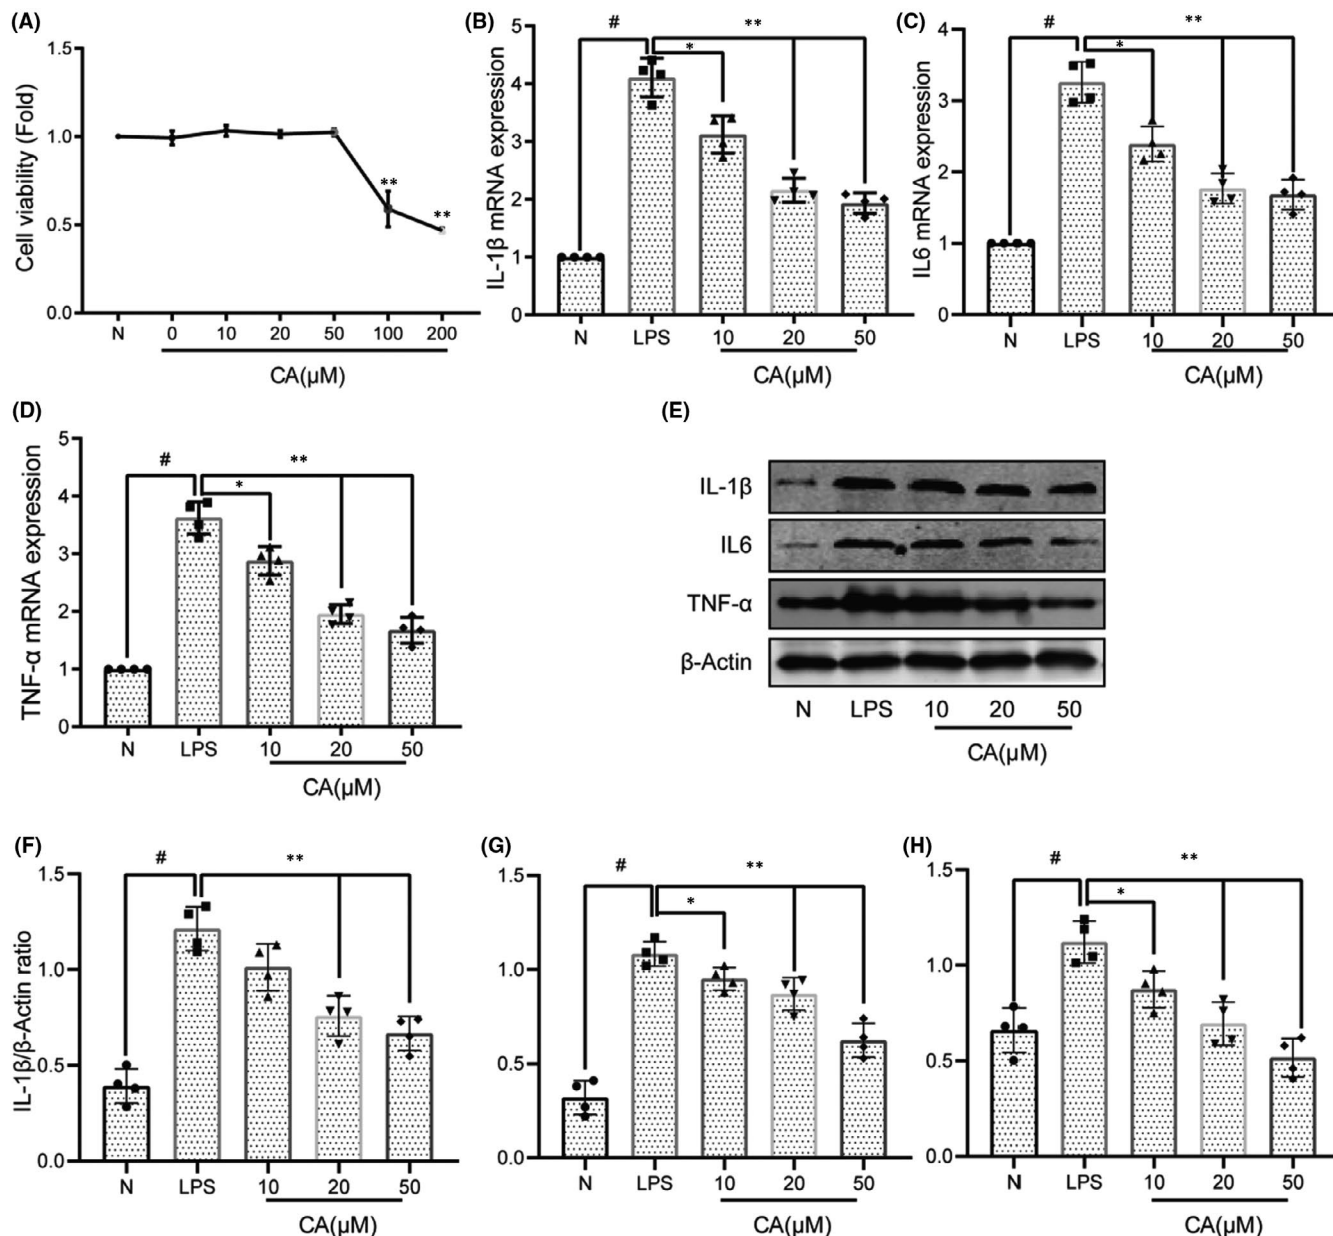 (A)
Cell viability (Fold)
1.5
1.0
0.5
0.0
** **
N 0 10 20 50 100 200
CA(μM)
(B)
IL-1β mRNA expression
5
4
3
2
1
0
# * **
N LPS 10 20 50
CA(μM)
(C)
IL6 mRNA expression
4
3
2
1
0
# * **
N LPS 10 20 50
CA(μM)
(D)
TNF-α mRNA expression
5
4
3
2
1
0
# * **
N LPS 10 20 50
CA(μM)
(E)
IL-1β
IL6
TNF-α
β-Actin
N LPS 10 20 50
CA(μM)
(F)
IL-1β/β-Actin ratio
1.5
1.0
0.5
0.0
# **
N LPS 10 20 50
CA(μM)
(G)
1.5
1.0
0.5
0.0
# * **
N LPS 10 20 50
CA(μM)
(H)
1.5
1.0
0.5
0.0
# * **
N LPS 10 20 50
CA(μM)